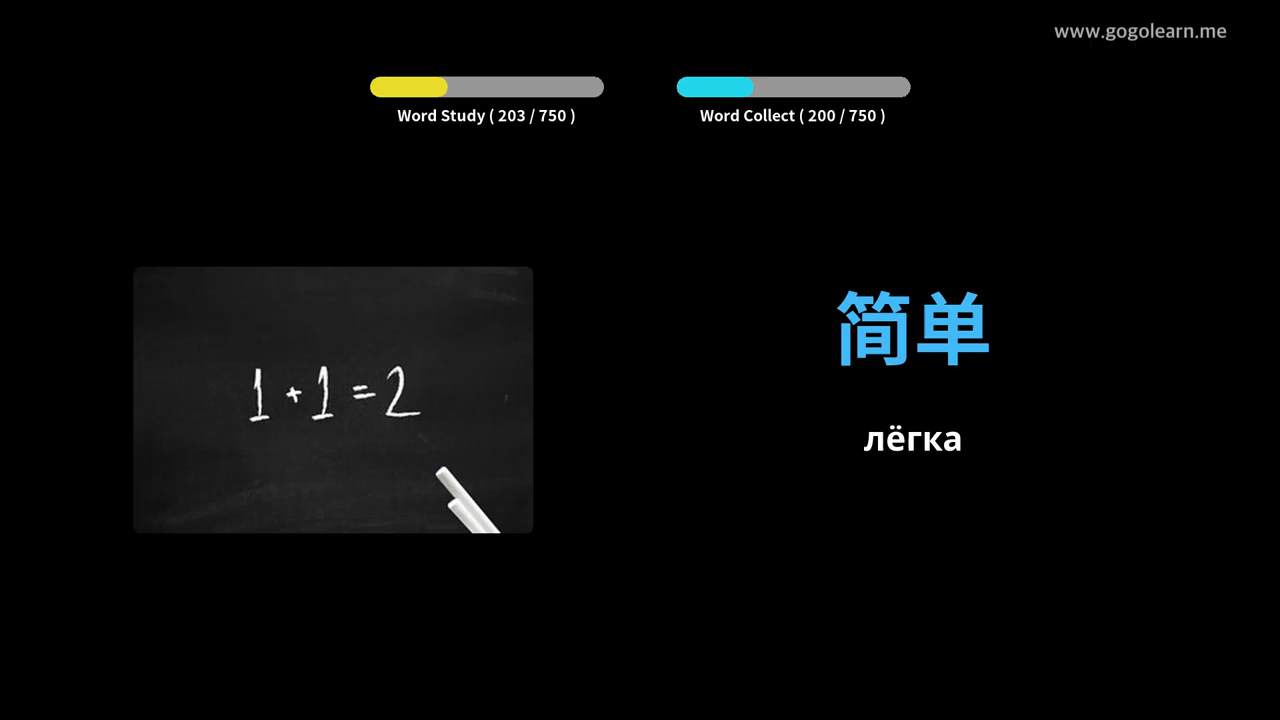 www.gogolearn.me
Word Study ( 203 / 750 )
Word Collect ( 200 / 750 )
1 + 1 = 2
简单
лёгка